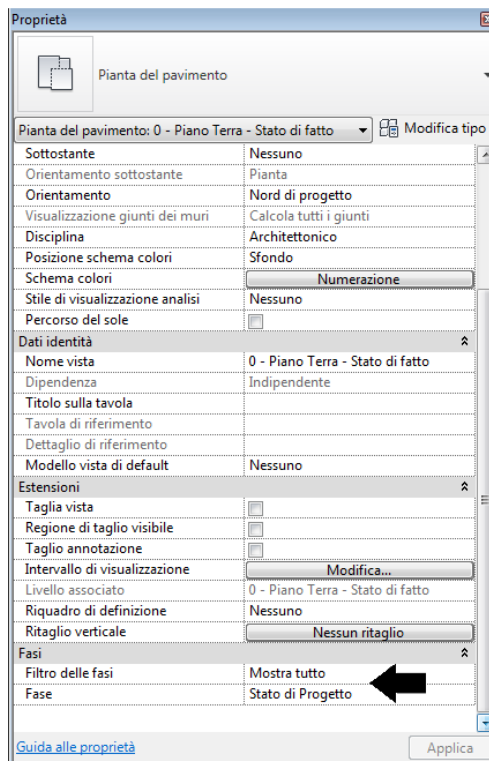 Proprietà
Pianta del pavimento
Pianta del pavimento: 0 - Piano Terra - Stato di fatto Modifica tipo
Sottostante Nessuno
Orientamento sottostante Pianta
Orientamento Nord di progetto
Visualizzazione giunti dei muri Calcola tutti i giunti
Disciplina Architettonico
Posizione schema colori Sfondo
Schema colori Numerazione
Stile di visualizzazione analisi Nessuno
Percorso del sole
Dati identità
Nome vista 0 - Piano Terra - Stato di fatto
Dipendenza Indipendente
Titolo sulla tavola
Tavola di riferimento
Dettaglio di riferimento
Modello vista di default Nessuno
Estensioni
Taglia vista
Regione di taglio visibile
Taglio annotazione
Intervallo di visualizzazione Modifica...
Livello associato 0 - Piano Terra - Stato di fatto
Riquadro di definizione Nessuno
Ritaglio verticale Nessun ritaglio
Fasi
Filtro delle fasi Mostra tutto
Fase Stato di Progetto
Guida alle proprietà Applica